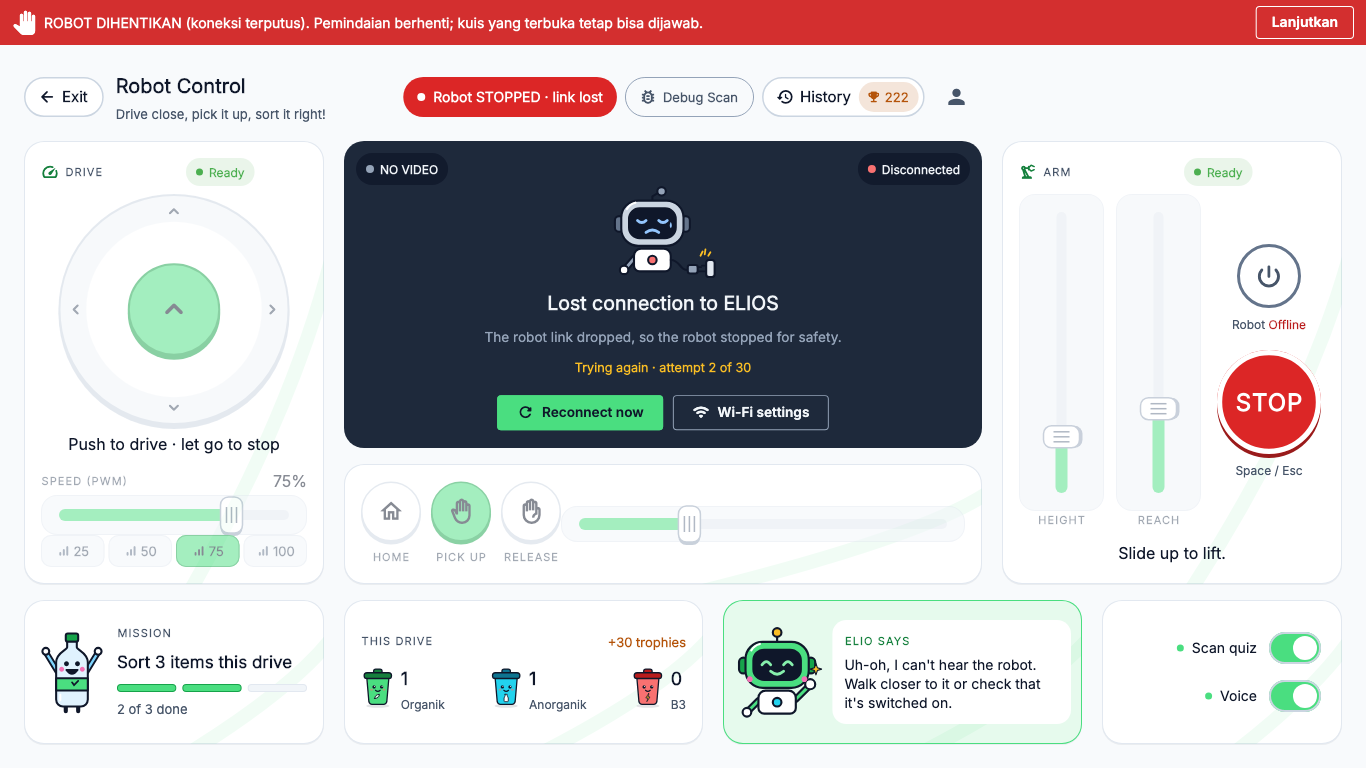 ROBOT DIHENTIKAN (koneksi terputus). Pemindaian berhenti; kuis yang terbuka tetap bisa dijawab.
Lanjutkan
Exit
Robot Control
Drive close, pick it up, sort it right!
Robot STOPPED · link lost
Debug Scan
History
222
DRIVE
Ready
Push to drive · let go to stop
SPEED (PWM)
75%
25
50
75
100
NO VIDEO
Disconnected
Lost connection to ELIOS
The robot link dropped, so the robot stopped for safety.
Trying again · attempt 2 of 30
Reconnect now
Wi-Fi settings
HOME
PICK UP
RELEASE
ARM
Ready
HEIGHT
REACH
Robot Offline
STOP
Space / Esc
Slide up to lift.
MISSION
Sort 3 items this drive
2 of 3 done
THIS DRIVE
+30 trophies
1
Organik
1
Anorganik
0
B3
ELIO SAYS
Uh-oh, I can't hear the robot.
Walk closer to it or check that
it's switched on.
Scan quiz
Voice